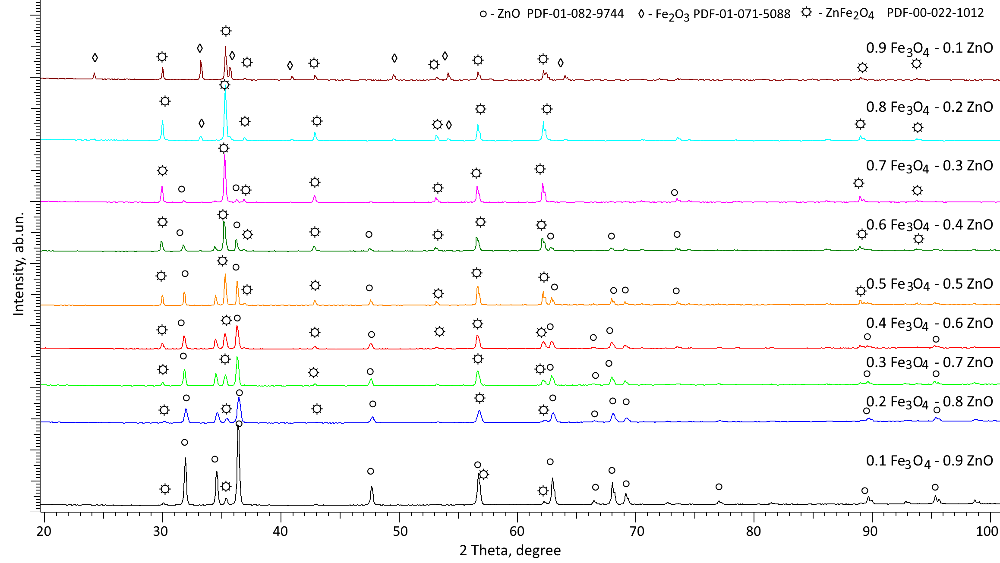 ○ - ZnO PDF-01-082-9744 ◊ - Fe₂O₃ PDF-01-071-5088 ☼ - ZnFe₂O₄ PDF-00-022-1012
0.9 Fe₃O₄ - 0.1 ZnO
0.8 Fe₃O₄ - 0.2 ZnO
0.7 Fe₃O₄ - 0.3 ZnO
0.6 Fe₃O₄ - 0.4 ZnO
0.5 Fe₃O₄ - 0.5 ZnO
0.4 Fe₃O₄ - 0.6 ZnO
0.3 Fe₃O₄ - 0.7 ZnO
0.2 Fe₃O₄ - 0.8 ZnO
0.1 Fe₃O₄ - 0.9 ZnO
Intensity, ab.un.
20 30 40 50 60 70 80 90 100
2 Theta, degree